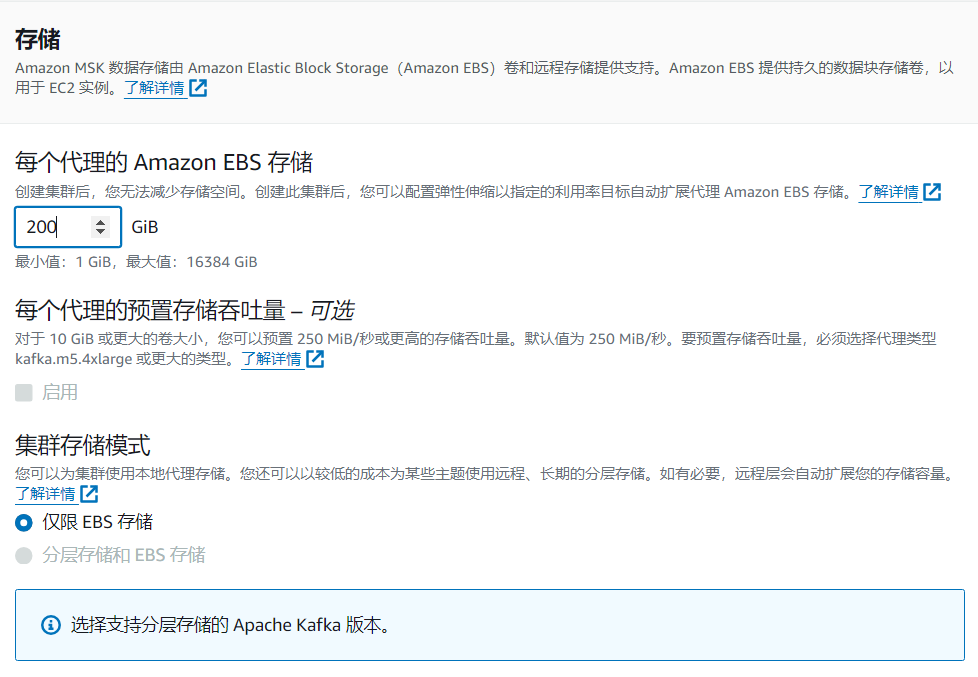 存储
Amazon MSK 数据存储由 Amazon Elastic Block Storage（Amazon EBS）卷和远程存储提供支持。Amazon EBS 提供持久的数据块存储卷，以
用于 EC2 实例。了解详情
每个代理的 Amazon EBS 存储
创建集群后，您无法减少存储空间。创建此集群后，您可以配置弹性伸缩以指定的利用率目标自动扩展代理 Amazon EBS 存储。了解详情
200 GiB
最小值：1 GiB，最大值：16384 GiB
每个代理的预置存储吞吐量 – 可选
对于 10 GiB 或更大的卷大小，您可以预置 250 MiB/秒或更高的存储吞吐量。默认值为 250 MiB/秒。要预置存储吞吐量，必须选择代理类型
kafka.m5.4xlarge 或更大的类型。了解详情
启用
集群存储模式
您可以为集群使用本地代理存储。您还可以以较低的成本为某些主题使用远程、长期的分层存储。如有必要，远程层会自动扩展您的存储容量。
了解详情
仅限 EBS 存储
分层存储和 EBS 存储
选择支持分层存储的 Apache Kafka 版本。